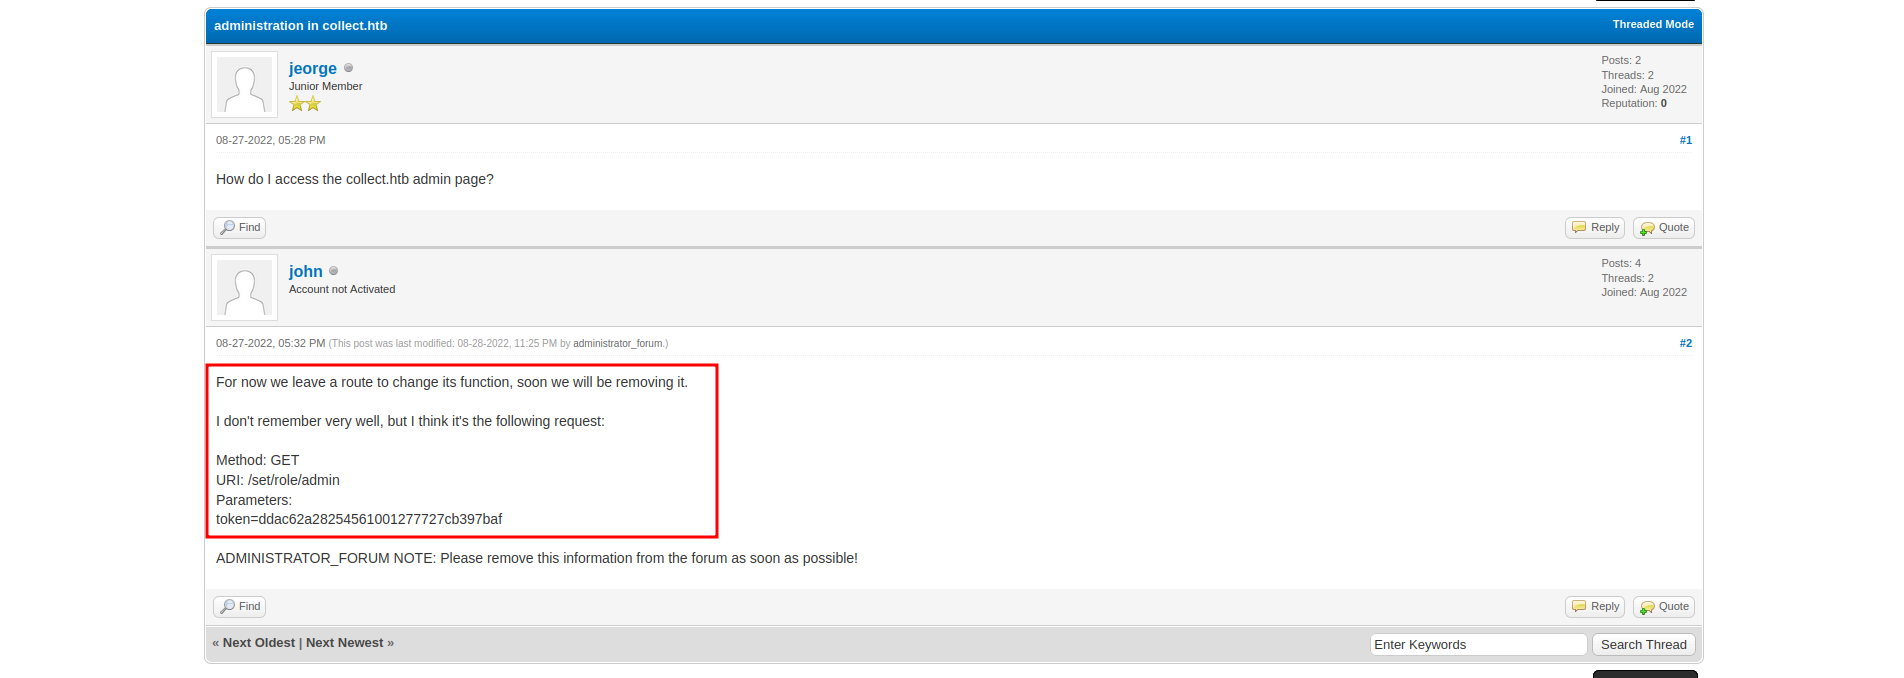 administration in collect.htb
Threaded Mode
jeorge
Junior Member
Posts: 2
Threads: 2
Joined: Aug 2022
Reputation: 0
08-27-2022, 05:28 PM
#1
How do I access the collect.htb admin page?
Find
Reply
Quote
john
Account not Activated
Posts: 4
Threads: 2
Joined: Aug 2022
08-27-2022, 05:32 PM (This post was last modified: 08-28-2022, 11:25 PM by administrator_forum.)
#2
For now we leave a route to change its function, soon we will be removing it.
I don't remember very well, but I think it's the following request:
Method: GET
URI: /set/role/admin
Parameters:
token=ddac62a28254561001277727cb397baf
ADMINISTRATOR_FORUM NOTE: Please remove this information from the forum as soon as possible!
Find
Reply
Quote
« Next Oldest | Next Newest »
Enter Keywords
Search Thread